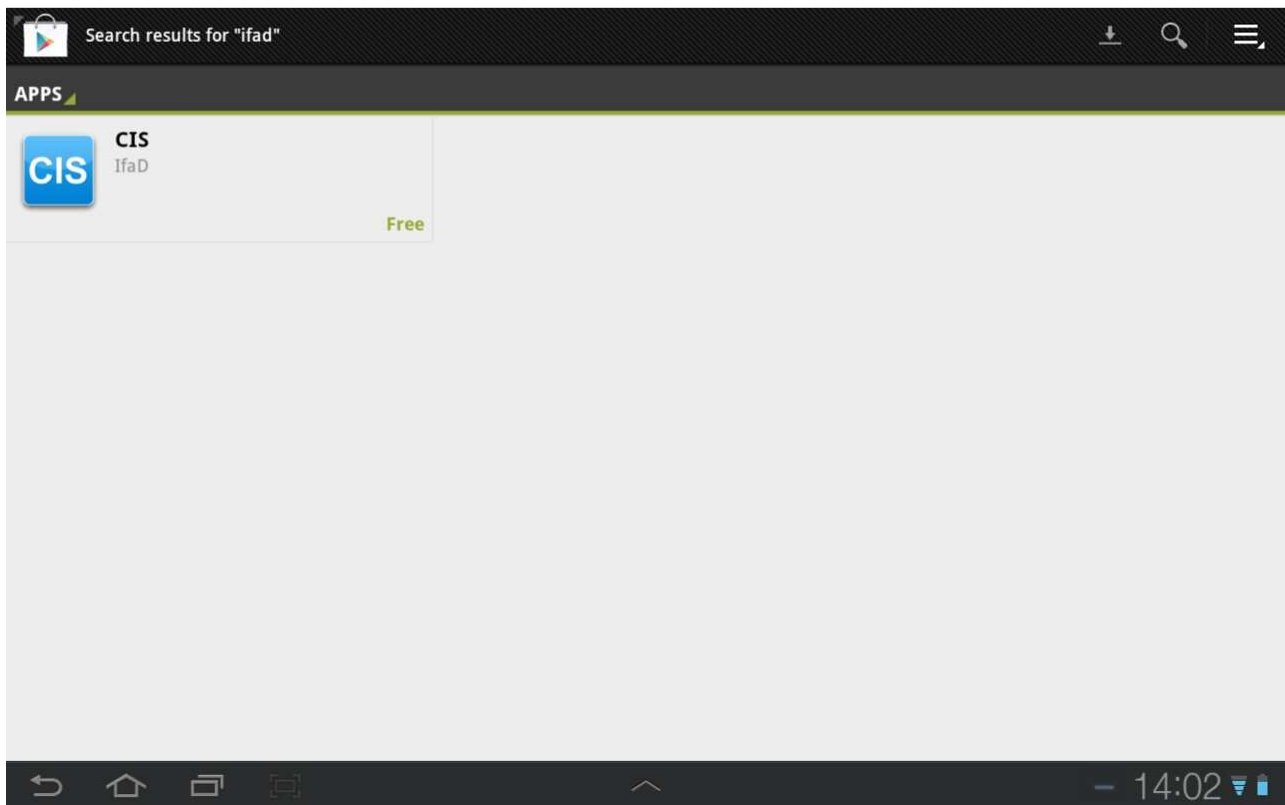 Search results for "ifad"
APPS
CIS
CIS
IfaD
Free
14:02